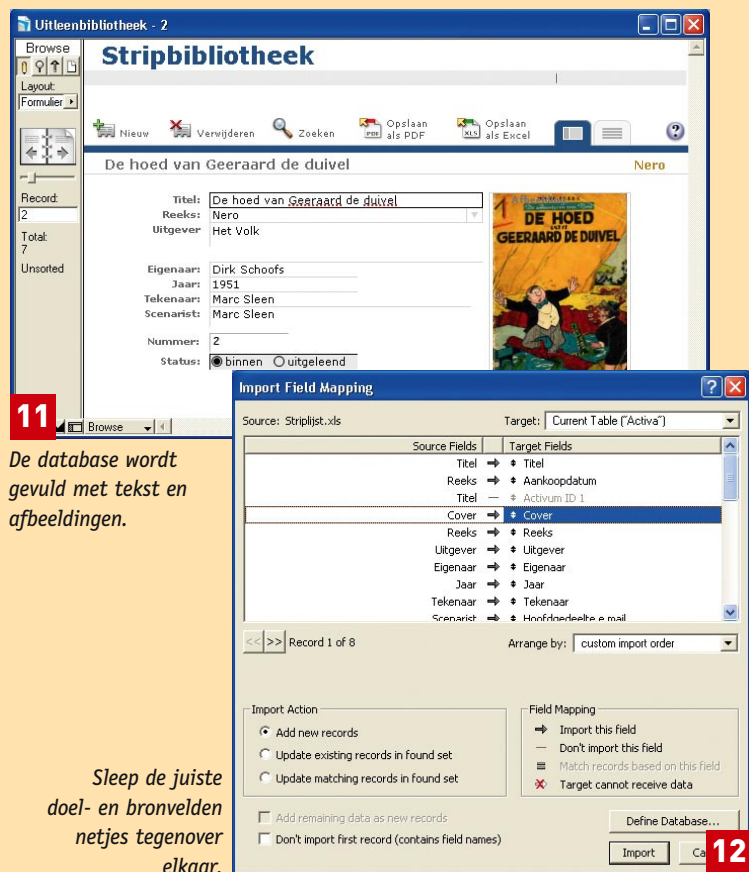 Uitleenbibliotheek - 2
Browse
Stripbibliotheek
Layout:
Formulier
Nieuw Verwijderen Zoeken Opslaan als PDF Opslaan als Excel
De hoed van Geeraard de duivel Nero
Record:
2
Total:
7
Unsorted
Titel: De hoed van Geeraard de duivel
Reeks: Nero
Uitgever Het Volk
Eigenaar: Dirk Schoofs
Jaar: 1951
Tekenaar: Marc Sleen
Scenarist: Marc Sleen
Nummer: 2
Status: binnen uitgeleend
DE HOED
VAN
GEERAARD DE DUIVEL
11
Browse
De database wordt
gevuld met tekst en
afbeeldingen.
Import Field Mapping
Source: Striplijst.xls Target: Current Table ("Activa")
Source Fields Target Fields
Titel Titel
Reeks Aankoopdatum
Titel Activum ID 1
Cover Cover
Reeks Reeks
Uitgever Uitgever
Eigenaar Eigenaar
Jaar Jaar
Tekenaar Tekenaar
Scenarist Hoofdgedeelte e mail
<< >> Record 1 of 8 Arrange by: custom import order
Import Action
Add new records
Update existing records in found set
Update matching records in found set
Add remaining data as new records
Don't import first record (contains field names)
Field Mapping
Import this field
Don't import this field
Match records based on this field
Target cannot receive data
Define Database...
Import Ca
12
Sleep de juiste
doel- en bronvelden
netjes tegenover
elkaar.